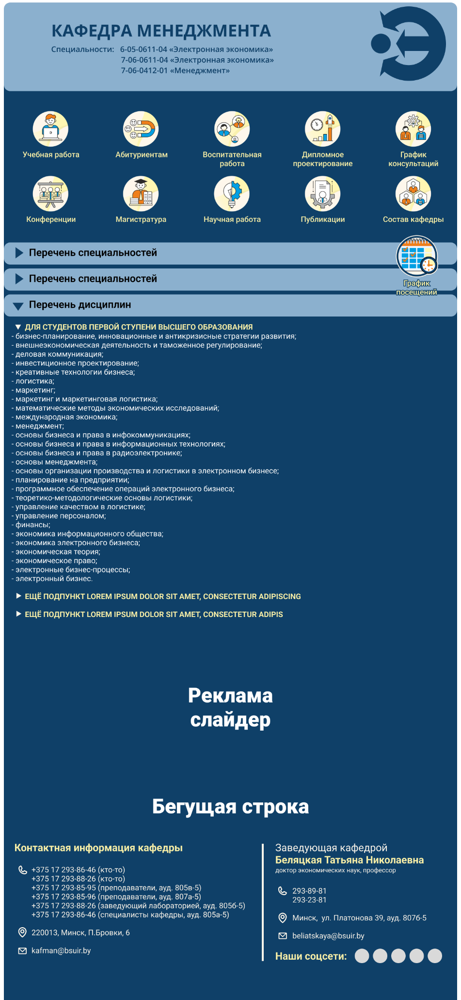 КАФЕДРА МЕНЕДЖМЕНТА
Специальности: 6-05-0611-04 «Электронная экономика»
7-06-0611-04 «Электронная экономика»
7-06-0412-01 «Менеджмент»
Учебная работа
Абитуриентам
Воспитательная
работа
Дипломное
проектирование
График
консультаций
Конференции
Магистратура
Научная работа
Публикации
Состав кафедры
Перечень специальностей
Перечень специальностей
График
посещений
Перечень дисциплин
ДЛЯ СТУДЕНТОВ ПЕРВОЙ СТУПЕНИ ВЫСШЕГО ОБРАЗОВАНИЯ
- бизнес-планирование, инновационные и антикризисные стратегии развития;
- внешнеэкономическая деятельность и таможенное регулирование;
- деловая коммуникация;
- инвестиционное проектирование;
- креативные технологии бизнеса;
- логистика;
- маркетинг;
- маркетинг и маркетинговая логистика;
- математические методы экономических исследований;
- международная экономика;
- менеджмент;
- основы бизнеса и права в инфокоммуникациях;
- основы бизнеса и права в информационных технологиях;
- основы бизнеса и права в радиоэлектронике;
- основы менеджмента;
- основы организации производства и логистики в электронном бизнесе;
- планирование на предприятии;
- программное обеспечение операций электронного бизнеса;
- теоретико-методологические основы логистики;
- управление качеством в логистике;
- управление персоналом;
- финансы;
- экономика информационного общества;
- экономика электронного бизнеса;
- экономическая теория;
- экономическое право;
- электронные бизнес-процессы;
- электронный бизнес.
ЕЩЁ ПОДПУНКТ LOREM IPSUM DOLOR SIT AMET, CONSECTETUR ADIPISCING
ЕЩЁ ПОДПУНКТ LOREM IPSUM DOLOR SIT AMET, CONSECTETUR ADIPIS
Реклама
слайдер
Бегущая строка
Контактная информация кафедры
+375 17 293-86-46 (кто-то)
+375 17 293-88-26 (кто-то)
+375 17 293-85-95 (преподаватели, ауд. 805в-5)
+375 17 293-85-96 (преподаватели, ауд. 807а-5)
+375 17 293-88-26 (заведующий лабораторией, ауд. 805б-5)
+375 17 293-86-46 (специалисты кафедры, ауд. 805а-5)
220013, Минск, П.Бровки, 6
kafman@bsuir.by
Заведующая кафедрой
Беляцкая Татьяна Николаевна
доктор экономических наук, профессор
293-89-81
293-23-81
Минск, ул. Платонова 39, ауд. 807б-5
beliatskaya@bsuir.by
Наши соцсети: